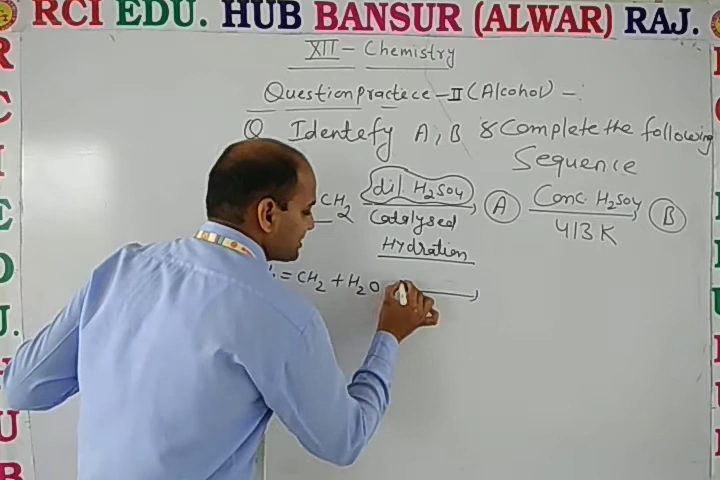 RCI EDU. HUB BANSUR (ALWAR) RAJ.
XII - Chemistry
Question practece - II (Alcohol) - :
Q Identefy A, B & Complete the following
Sequence
CH2 dil. H2SO4 A Conc. H2SO4 B
Catalysed 413 K
Hydration
= CH2 + H2O